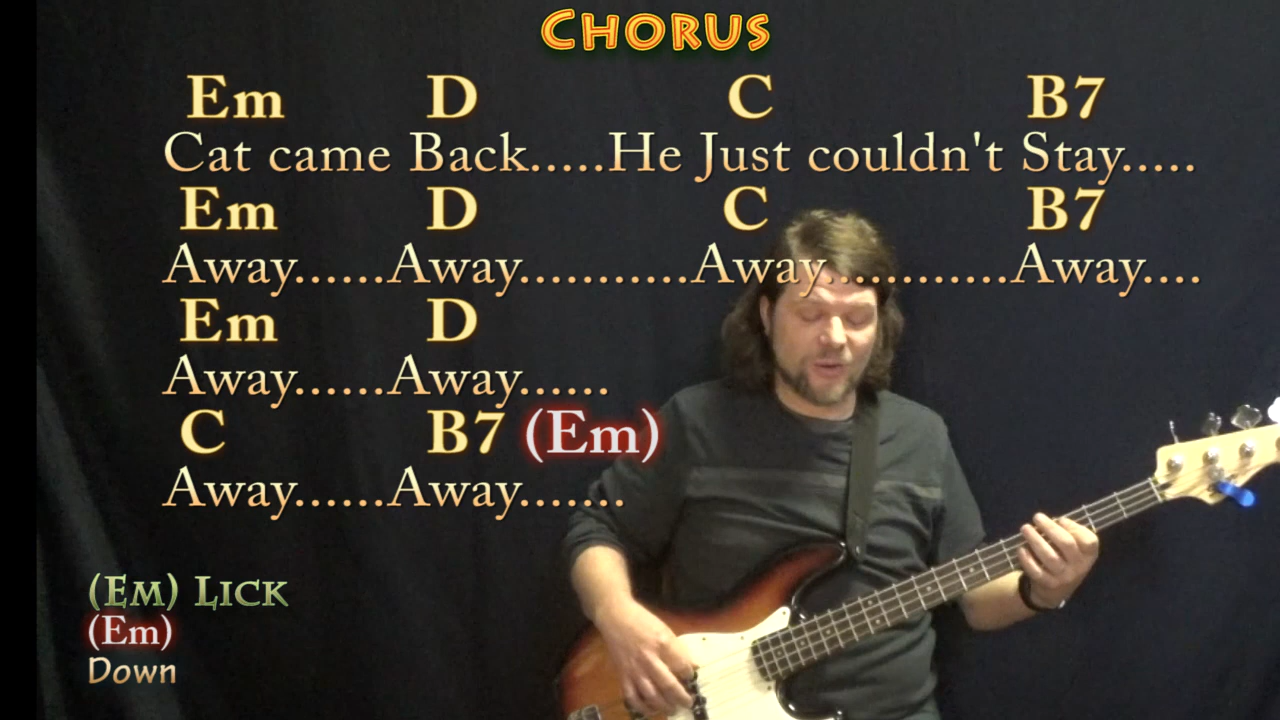 CHORUS
Em D C B7
Cat came Back.....He Just couldn't Stay.....
Em D C B7
Away......Away...........Away............Away....
Em D
Away......Away......
C B7 (Em)
Away......Away.......
(EM) LICK
(Em)
Down